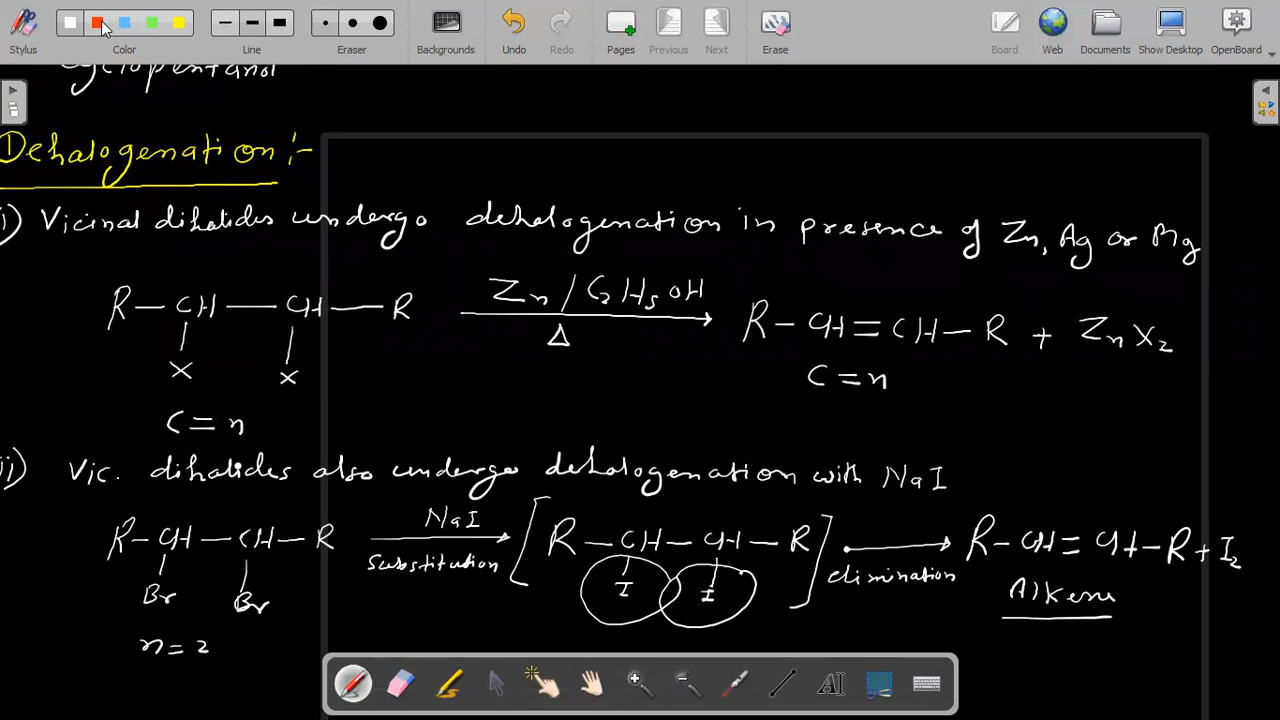 Stylus Color Line Eraser Backgrounds Undo Redo Pages Previous Next Erase Board Web Documents Show Desktop OpenBoard
Cyclopentanol
Dehalogenation :-
i) Vicinal dihalides undergo dehalogenation in presence of Zn, Ag or Mg
R — CH — CH — R Zn / C2H5OH Δ R — CH = CH — R + ZnX2
X X
C = n C = n
ii) Vic. dihalides also undergo dehalogenation with NaI
R — CH — CH — R NaI substitution [ R — CH — CH — R ] elimination R — CH = CH — R + I2
Br Br I I Alkene
n = 2
AI